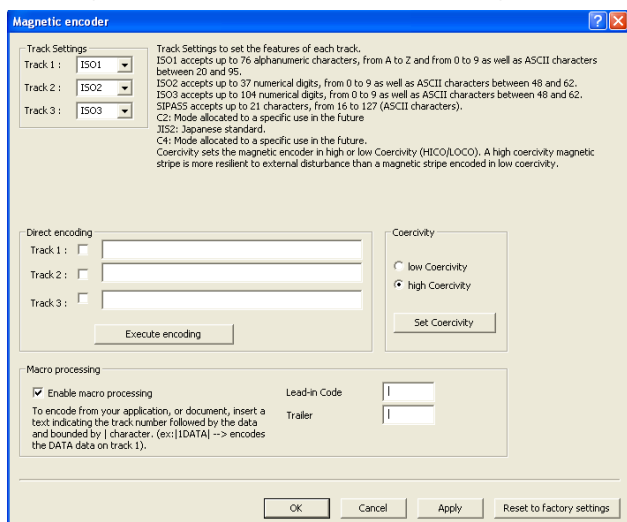 Magnetic encoder
Track Settings
Track 1 : ISO1
Track 2 : ISO2
Track 3 : ISO3
Track Settings to set the features of each track.
ISO1 accepts up to 76 alphanumeric characters, from A to Z and from 0 to 9 as well as ASCII characters
between 20 and 95.
ISO2 accepts up to 37 numerical digits, from 0 to 9 as well as ASCII characters between 48 and 62.
ISO3 accepts up to 104 numerical digits, from 0 to 9 as well as ASCII characters between 48 and 62.
SIPASS accepts up to 21 characters, from 16 to 127 (ASCII characters).
C2: Mode allocated to a specific use in the future
JIS2: Japanese standard.
C4: Mode allocated to a specific use in the future.
Coercivity sets the magnetic encoder in high or low Coercivity (HICO/LOCO). A high coercivity magnetic
stripe is more resilient to external disturbance than a magnetic stripe encoded in low coercivity.
Direct encoding
Track 1 :
Track 2 :
Track 3 :
Execute encoding
Coercivity
low Coercivity
high Coercivity
Set Coercivity
Macro processing
Enable macro processing
To encode from your application, or document, insert a
text indicating the track number followed by the data
and bounded by | character. (ex:|1DATA| --> encodes
the DATA data on track 1).
Lead-in Code |
Trailer |
OK Cancel Apply Reset to factory settings